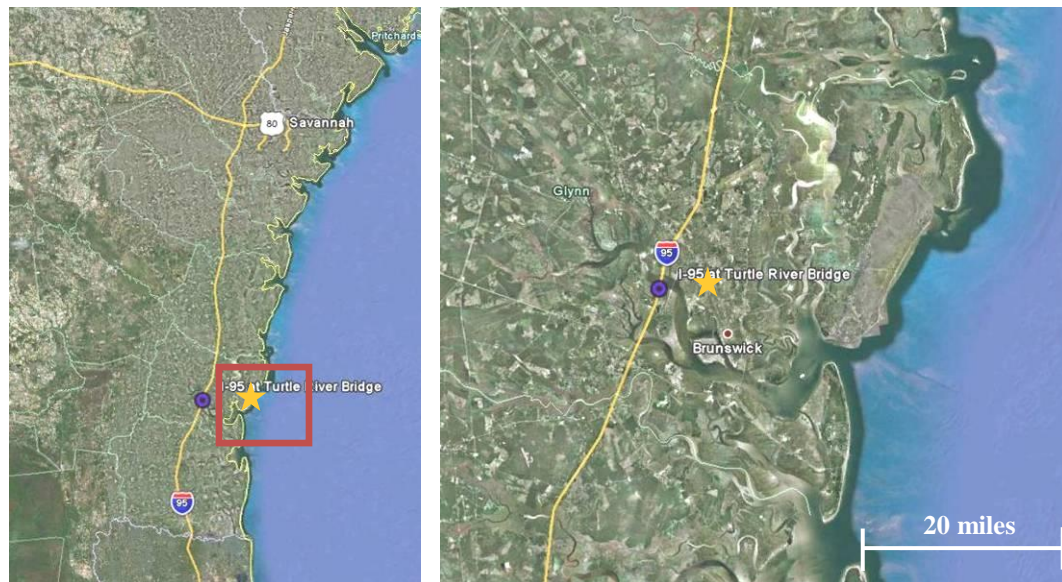 Pritchards
80
Savannah
I-95 at Turtle River Bridge
95
Glynn
95
I-95 at Turtle River Bridge
Brunswick
20 miles